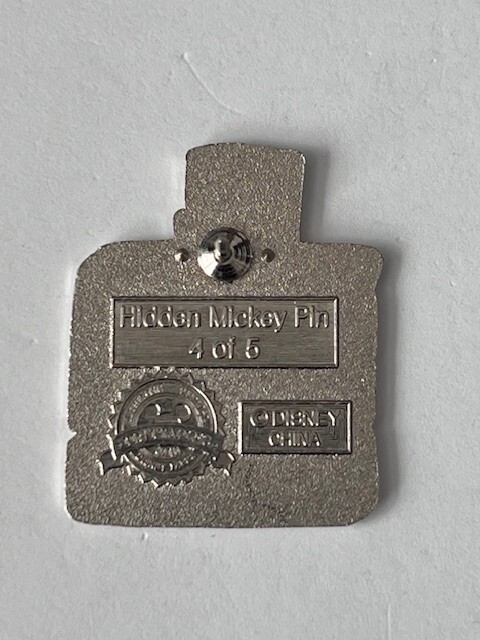 Hidden Mickey Pin
4 of 5
© DISNEY
CHINA